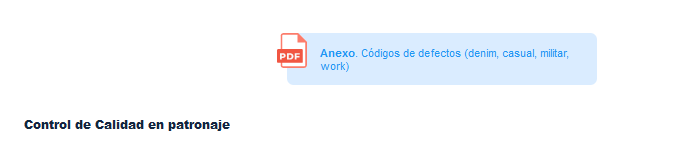 PDF
Anexo. Códigos de defectos (denim, casual, militar,
work)
Control de Calidad en patronaje